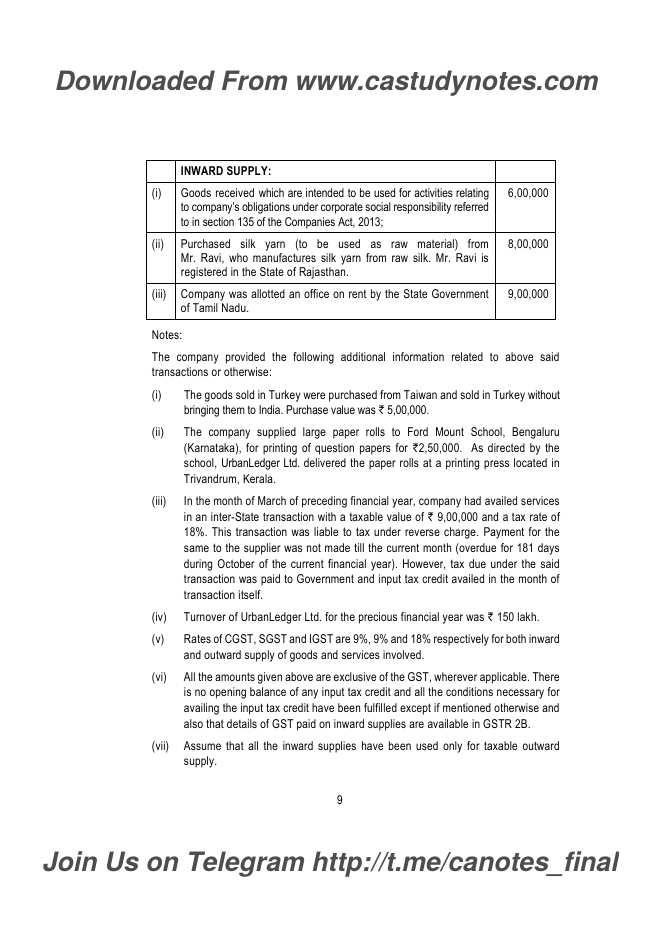 Downloaded From www.castudynotes.com
INWARD SUPPLY:
(i) Goods received which are intended to be used for activities relating 6,00,000
to company's obligations under corporate social responsibility referred
to in section 135 of the Companies Act, 2013;
(ii) Purchased silk yarn (to be used as raw material) from 8,00,000
Mr. Ravi, who manufactures silk yarn from raw silk. Mr. Ravi is
registered in the State of Rajasthan.
(iii) Company was allotted an office on rent by the State Government 9,00,000
of Tamil Nadu.
Notes:
The company provided the following additional information related to above said
transactions or otherwise:
(i) The goods sold in Turkey were purchased from Taiwan and sold in Turkey without
bringing them to India. Purchase value was ₹ 5,00,000.
(ii) The company supplied large paper rolls to Ford Mount School, Bengaluru
(Karnataka), for printing of question papers for ₹2,50,000. As directed by the
school, UrbanLedger Ltd. delivered the paper rolls at a printing press located in
Trivandrum, Kerala.
(iii) In the month of March of preceding financial year, company had availed services
in an inter-State transaction with a taxable value of ₹ 9,00,000 and a tax rate of
18%. This transaction was liable to tax under reverse charge. Payment for the
same to the supplier was not made till the current month (overdue for 181 days
during October of the current financial year). However, tax due under the said
transaction was paid to Government and input tax credit availed in the month of
transaction itself.
(iv) Turnover of UrbanLedger Ltd. for the precious financial year was ₹ 150 lakh.
(v) Rates of CGST, SGST and IGST are 9%, 9% and 18% respectively for both inward
and outward supply of goods and services involved.
(vi) All the amounts given above are exclusive of the GST, wherever applicable. There
is no opening balance of any input tax credit and all the conditions necessary for
availing the input tax credit have been fulfilled except if mentioned otherwise and
also that details of GST paid on inward supplies are available in GSTR 2B.
(vii) Assume that all the inward supplies have been used only for taxable outward
supply.
9
Join Us on Telegram http://t.me/canotes_final